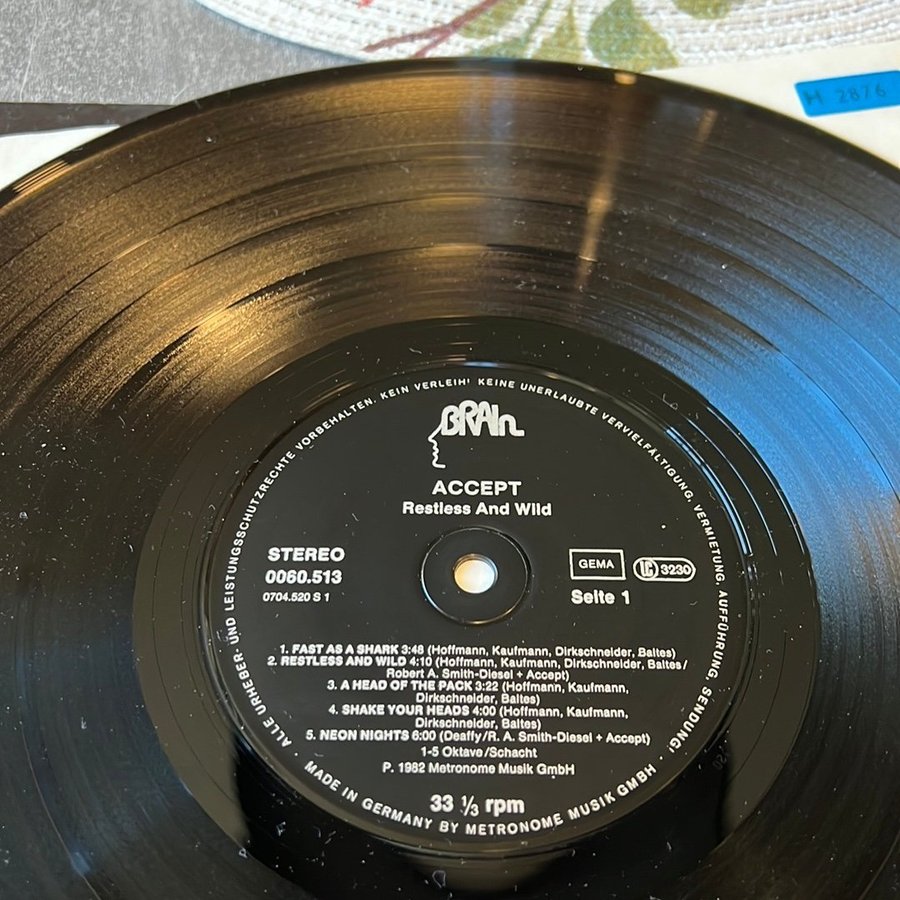 H 2876
ALLE URHEBER- UND LEISTUNGSSCHUTZRECHTE VORBEHALTEN. KEIN VERLEIH! KEINE UNERLAUBTE VERVIELFÄLTIGUNG, VERMIETUNG, AUFFÜHRUNG, SENDUNG!
BRAIN
ACCEPT
Restless And Wild
STEREO
0060.513
0704.520 S 1
GEMA
LC 3230
Seite 1
1. FAST AS A SHARK 3:48 (Hoffmann, Kaufmann, Dirkschneider, Baltes)
2. RESTLESS AND WILD 4:10 (Hoffmann, Kaufmann, Dirkschneider, Baltes/
Robert A. Smith-Diesel + Accept)
3. A HEAD OF THE PACK 3:22 (Hoffmann, Kaufmann,
Dirkschneider, Baltes)
4. SHAKE YOUR HEADS 4:00 (Hoffmann, Kaufmann,
Dirkschneider, Baltes)
5. NEON NIGHTS 6:00 (Deaffy/R. A. Smith-Diesel + Accept)
1-5 Oktave/Schacht
P. 1982 Metronome Musik GmbH
33 1/3 rpm
MADE IN GERMANY BY METRONOME MUSIK GMBH